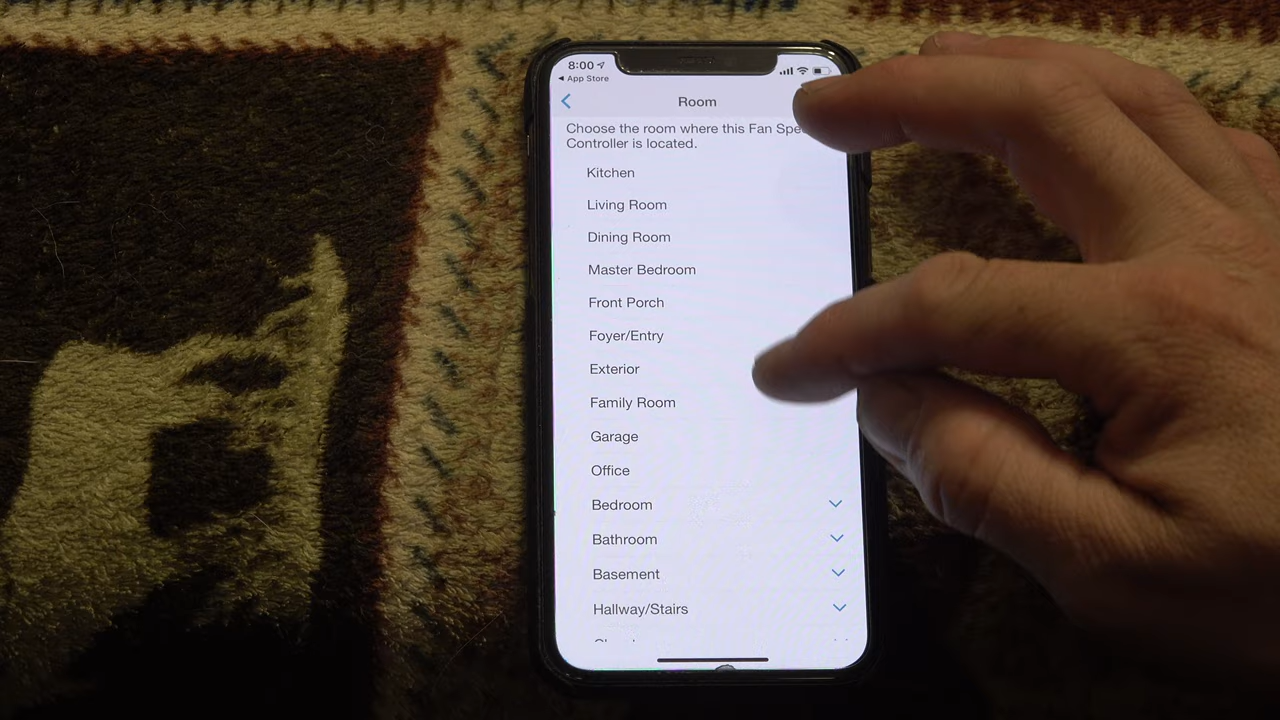 8:00
App Store
Room
Choose the room where this Fan
Controller is located.
Kitchen
Living Room
Dining Room
Master Bedroom
Front Porch
Foyer/Entry
Exterior
Family Room
Garage
Office
Bedroom
Bathroom
Basement
Hallway/Stairs